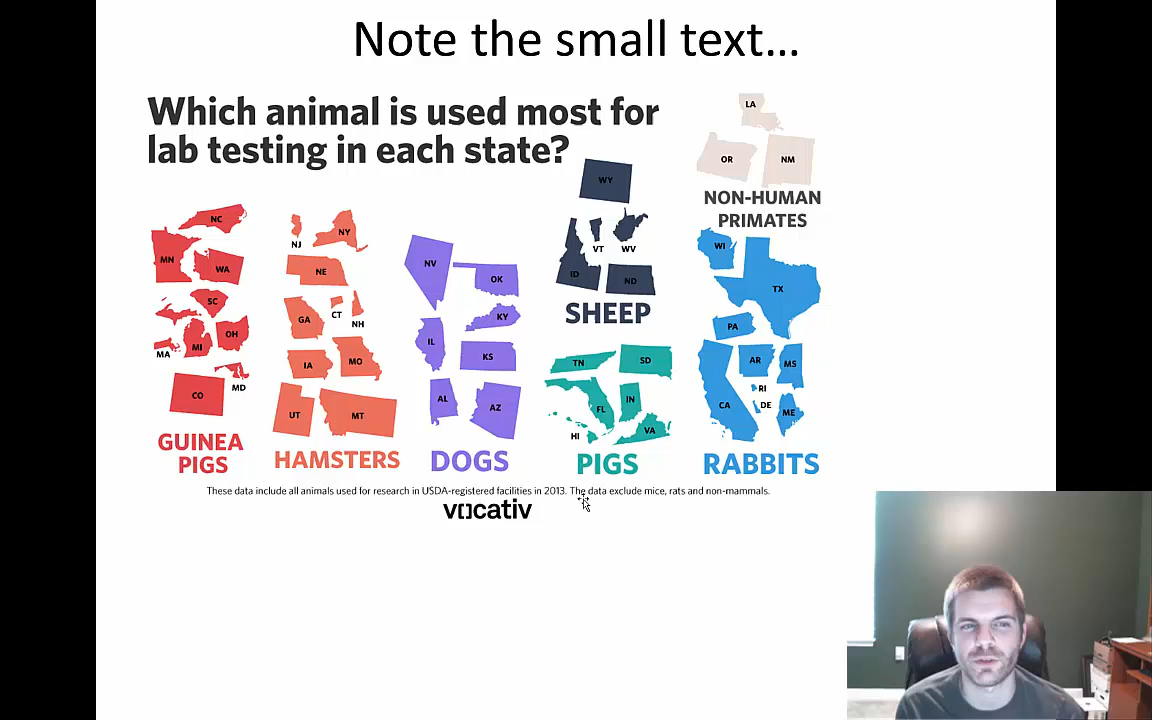 Note the small text...
Which animal is used most for
lab testing in each state?
LA
OR
NM
NON-HUMAN
PRIMATES
NC
MN
WA
SC
MA
MI
OH
MD
CO
GUINEA
PIGS
NJ
NY
NE
GA
CT
NH
IA
MO
UT
MT
HAMSTERS
NV
OK
KY
IL
KS
AL
AZ
DOGS
WY
VT
WV
ID
ND
SHEEP
TN
SD
FL
IN
HI
VA
PIGS
WI
TX
PA
AR
MS
RI
CA
DE
ME
RABBITS
These data include all animals used for research in USDA-registered facilities in 2013. The data exclude mice, rats and non-mammals.
vocativ